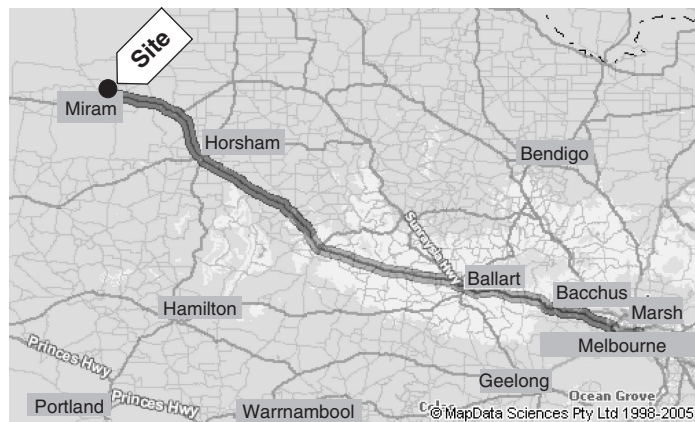 Site
Miram
Horsham
Bendigo
Sunraysia Hwy
Ballart
Bacchus
Marsh
Hamilton
Melbourne
Princes Hwy
Geelong
Ocean Grove
Portland
Princes Hwy
Warrnambool
© MapData Sciences Pty Ltd 1998-2005